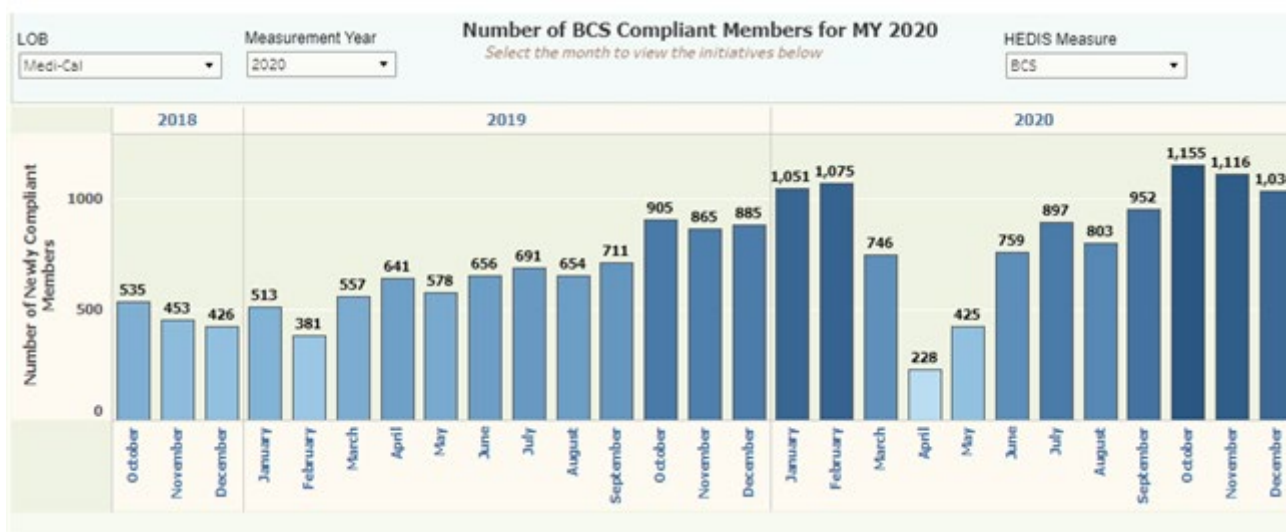 LOB
Medi-Cal
Measurement Year
2020
Number of BCS Compliant Members for MY 2020
Select the month to view the initiatives below
HEDIS Measure
BCS
2018
2019
2020
Number of Newly Compliant
Members
1000
500
0
535
453
426
513
381
557
641
578
656
691
654
711
905
865
885
1,051
1,075
746
228
425
759
897
803
952
1,155
1,116
October
November
December
January
February
March
April
May
June
July
August
September
October
November
December
January
February
March
April
May
June
July
August
September
October
November
December